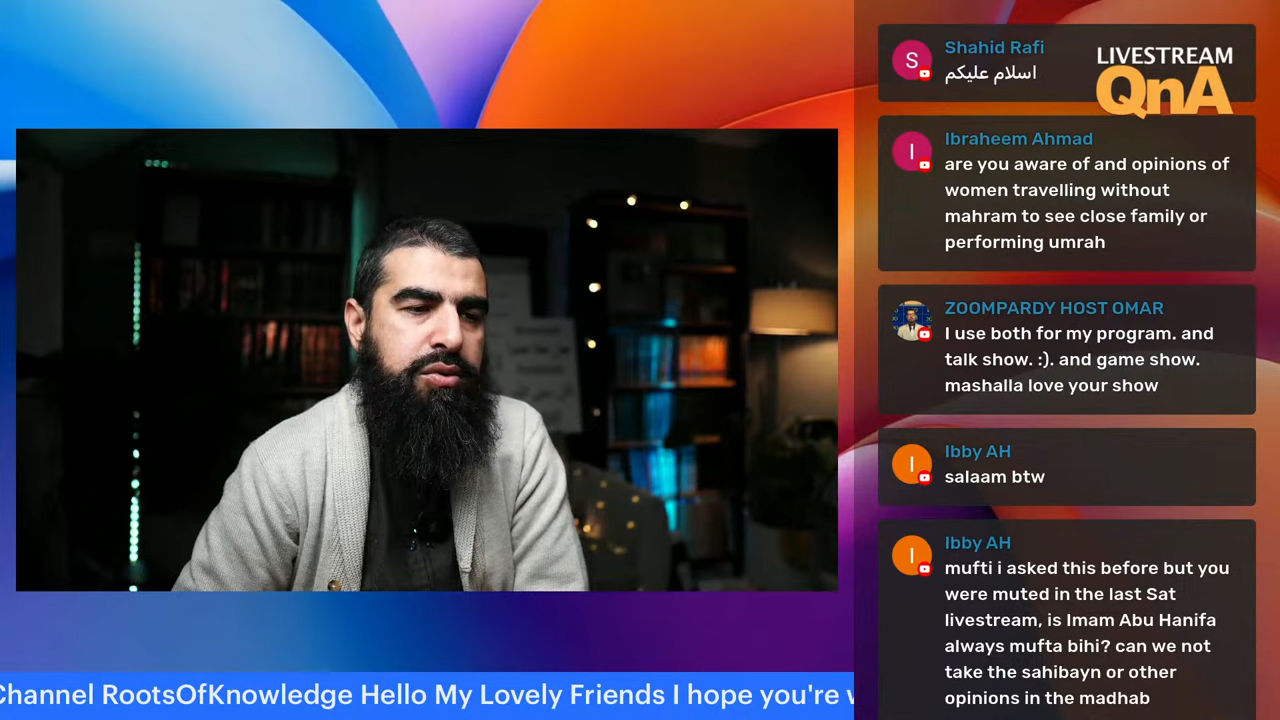 Shahid Rafi
اسلام علیکم
LIVESTREAM
QnA
Ibraheem Ahmad
are you aware of and opinions of
women travelling without
mahram to see close family or
performing umrah
ZOOMPARDY HOST OMAR
I use both for my program. and
talk show. :). and game show.
mashalla love your show
Ibby AH
salaam btw
Ibby AH
mufti i asked this before but you
were muted in the last Sat
livestream, is Imam Abu Hanifa
always mufta bihi? can we not
take the sahibayn or other
opinions in the madhab
Channel RootsOfKnowledge Hello My Lovely Friends I hope you're